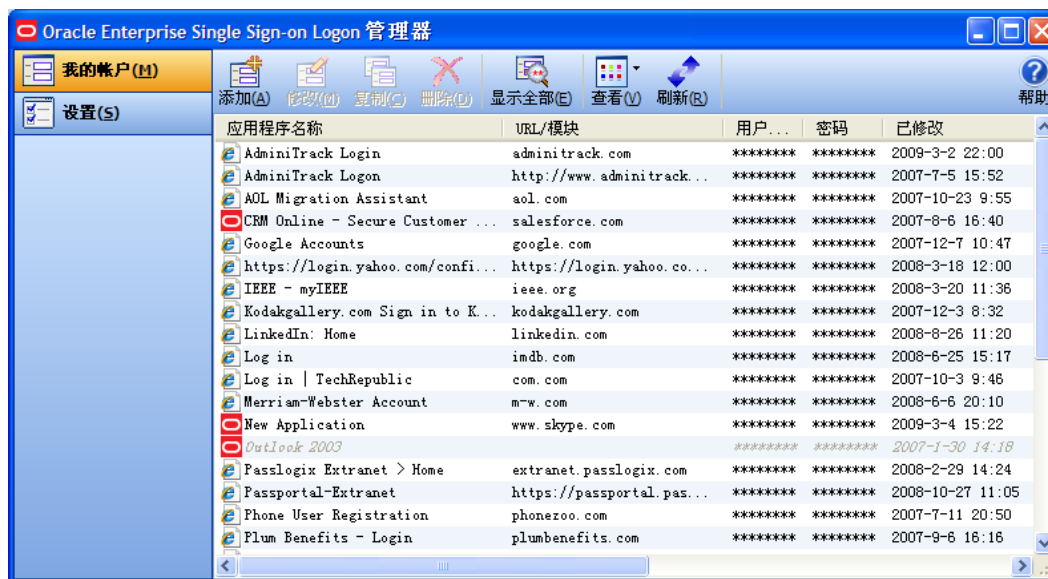 Oracle Enterprise Single Sign-on Logon 管理器
我的帐户(M)
设置(S)
添加(A) 修改(M) 复制(C) 删除(D) 显示全部(E) 查看(V) 刷新(R) 帮助
应用程序名称 URL/模块 用户... 密码 已修改
AdminiTrack Login adminitrack.com ******** ******** 2009-3-2 22:00
AdminiTrack Logon http://www.adminitrack... ******** ******** 2007-7-5 15:52
AOL Migration Assistant aol.com ******** ******** 2007-10-23 9:55
CRM Online - Secure Customer ... salesforce.com ******** ******** 2007-8-6 16:40
Google Accounts google.com ******** ******** 2007-12-7 10:47
https://login.yahoo.com/confi... https://login.yahoo.co... ******** ******** 2008-3-18 12:00
IEEE - myIEEE ieee.org ******** ******** 2008-3-20 11:36
Kodakgallery.com Sign in to K... kodakgallery.com ******** ******** 2007-12-3 8:32
LinkedIn: Home linkedin.com ******** ******** 2008-8-26 11:20
Log in imdb.com ******** ******** 2008-6-25 15:17
Log in | TechRepublic com.com ******** ******** 2007-10-3 9:46
Merriam-Webster Account m-w.com ******** ******** 2008-6-6 20:10
New Application www.skype.com ******** ******** 2009-3-4 15:22
Outlook 2003 ******** ******** 2007-1-30 14:18
Passlogix Extranet > Home extranet.passlogix.com ******** ******** 2008-2-29 14:24
Passportal-Extranet https://passportal.pas... ******** ******** 2008-10-27 11:05
Phone User Registration phonezoo.com ******** ******** 2007-7-11 20:50
Plum Benefits - Login plumbenefits.com ******** ******** 2007-9-6 16:16